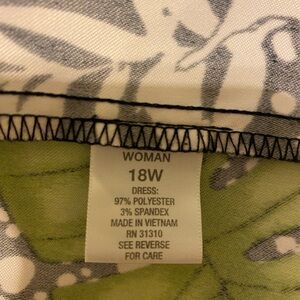 WOMAN
18W
DRESS:
97% POLYESTER
3% SPANDEX
MADE IN VIETNAM
RN 31310
SEE REVERSE
FOR CARE